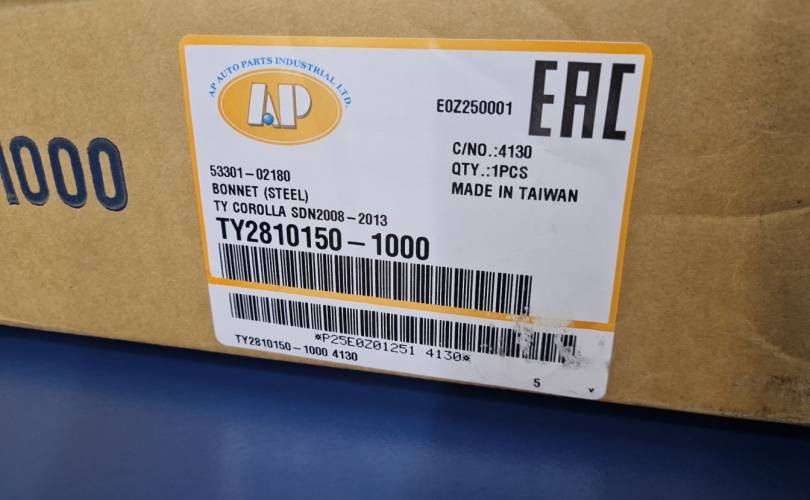 1000
AP AUTO PARTS INDUSTRIAL LTD.
AP
E0Z250001
EAC
C/NO.:4130
QTY.:1PCS
MADE IN TAIWAN
53301-02180
BONNET (STEEL)
TY COROLLA SDN2008-2013
TY2810150-1000
*P25E0Z01251 4130*
TY2810150-1000 4130
5